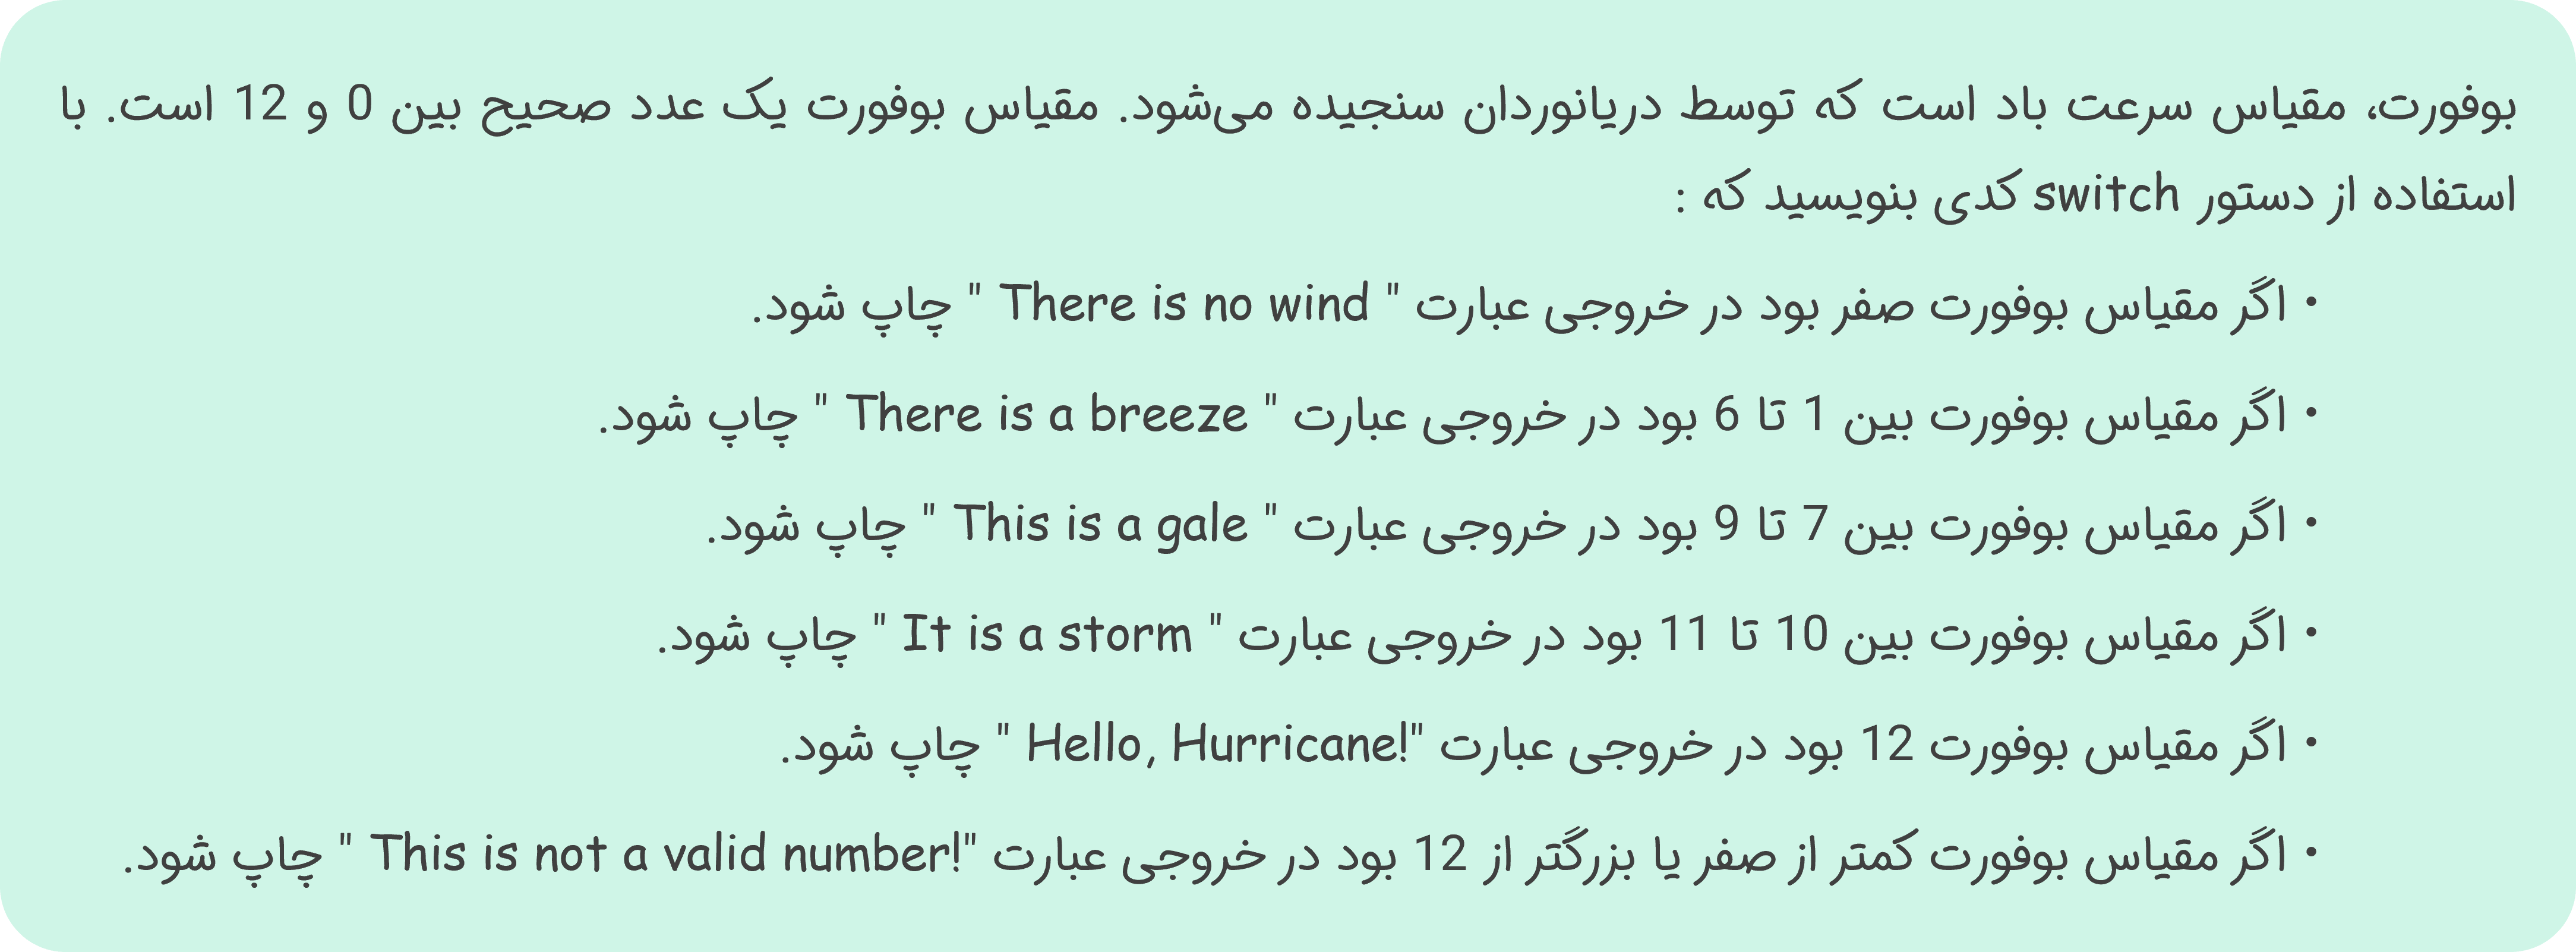 بوفورت، مقیاس سرعت باد است که توسط دریانوردان سنجیده می‌شود. مقیاس بوفورت یک عدد صحیح بین 0 و 12 است. با
استفاده از دستور switch کدی بنویسید که :
• اگر مقیاس بوفورت صفر بود در خروجی عبارت " There is no wind " چاپ شود.
• اگر مقیاس بوفورت بین 1 تا 6 بود در خروجی عبارت " There is a breeze " چاپ شود.
• اگر مقیاس بوفورت بین 7 تا 9 بود در خروجی عبارت " This is a gale " چاپ شود.
• اگر مقیاس بوفورت بین 10 تا 11 بود در خروجی عبارت " It is a storm " چاپ شود.
• اگر مقیاس بوفورت 12 بود در خروجی عبارت "Hello, Hurricane! " چاپ شود.
• اگر مقیاس بوفورت کمتر از صفر یا بزرگتر از 12 بود در خروجی عبارت "This is not a valid number! " چاپ شود.